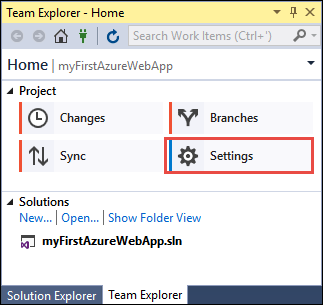 Team Explorer - Home
Search Work Items (Ctrl+')
Home | myFirstAzureWebApp
Project
Changes
Branches
Sync
Settings
Solutions
New... | Open... | Show Folder View
myFirstAzureWebApp.sln
Solution Explorer Team Explorer